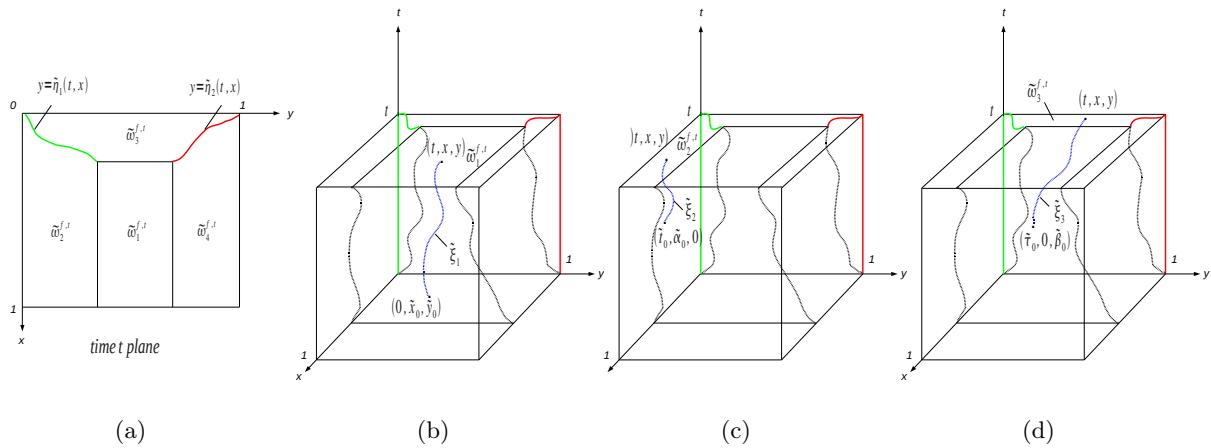 0
y=η̃₁(t,x)
y=η̃₂(t,x)
1
y
ω̃₃^{f,t}
ω̃₂^{f,t}
ω̃₁^{f,t}
ω̃₄^{f,t}
1
x
time t plane
(a)
t
t
(t,x,y)
ω̃₁^{f,t}
ξ̃₁
(0,x̃₀,ỹ₀)
1
y
1
x
(b)
t
t
)t,x,y)
ω̃₂^{f,t}
ξ̃₂
(t̃₀,α̃₀,0)
1
y
1
x
(c)
t
t
ω̃₃^{f,t}
(t,x,y)
ξ̃₃
(τ̃₀,0,β̃₀)
1
y
1
x
(d)